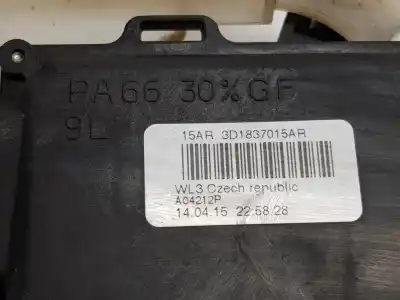 PA66 30%GF
9L
15AR 3D1837015AR
WL3 Czech republic
A04212P
14.04.15 22:58:28